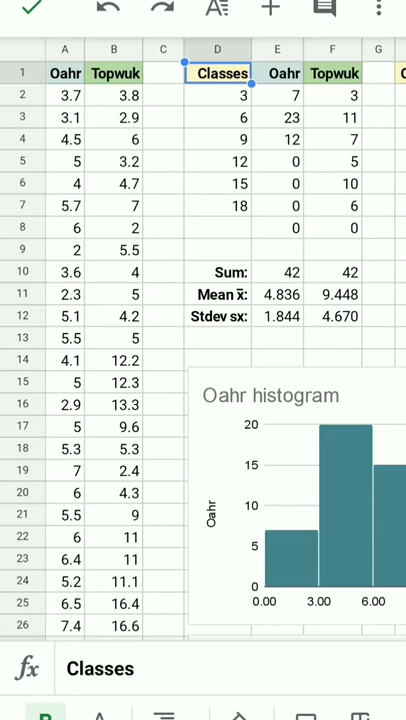 A B C D E F G
1 Oahr Topwuk Classes Oahr Topwuk
2 3.7 3.8 3 7 3
3 3.1 2.9 6 23 11
4 4.5 6 9 12 7
5 5 3.2 12 0 5
6 4 4.7 15 0 10
7 5.7 7 18 0 6
8 6 2 0 0
9 2 5.5
10 3.6 4 Sum: 42 42
11 2.3 5 Mean x̄: 4.836 9.448
12 5.1 4.2 Stdev sx: 1.844 4.670
13 5.5 5
14 4.1 12.2
15 5 12.3
16 2.9 13.3
17 5 9.6
18 5.3 5.3
19 7 2.4
20 6 4.3
21 5.5 9
22 6 11
23 6.4 11
24 5.2 11.1
25 6.5 16.4
26 7.4 16.6
Oahr histogram
20
15
10
5
0
Oahr
0.00 3.00 6.00
fx Classes